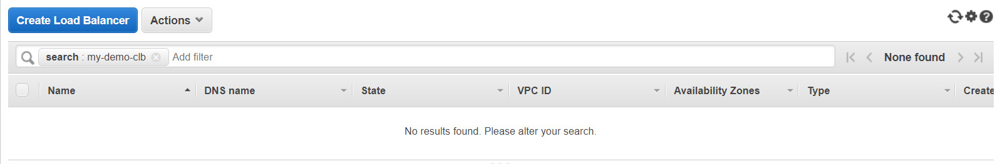 Create Load Balancer Actions
search : my-demo-clb Add filter None found
Name DNS name State VPC ID Availability Zones Type Create
No results found. Please alter your search.